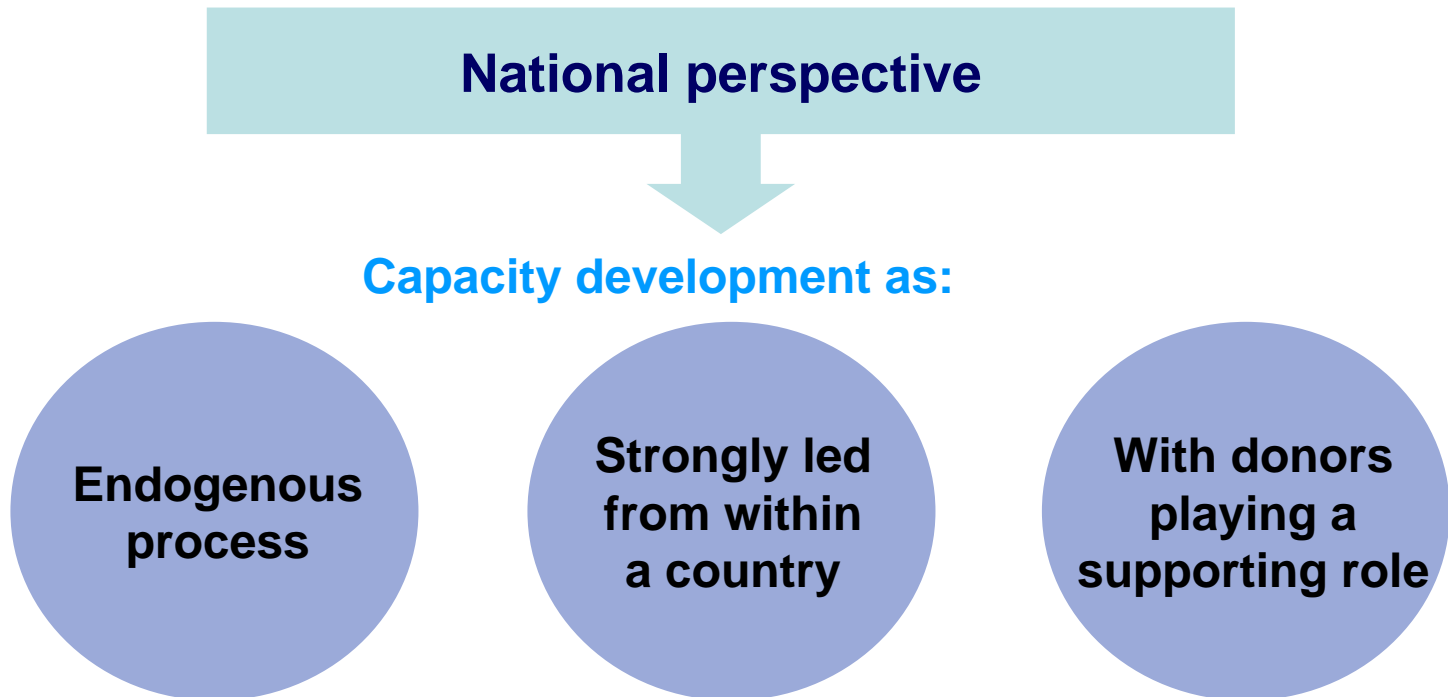 National perspective
Capacity development as:
Endogenous
process
Strongly led
from within
a country
With donors
playing a
supporting role